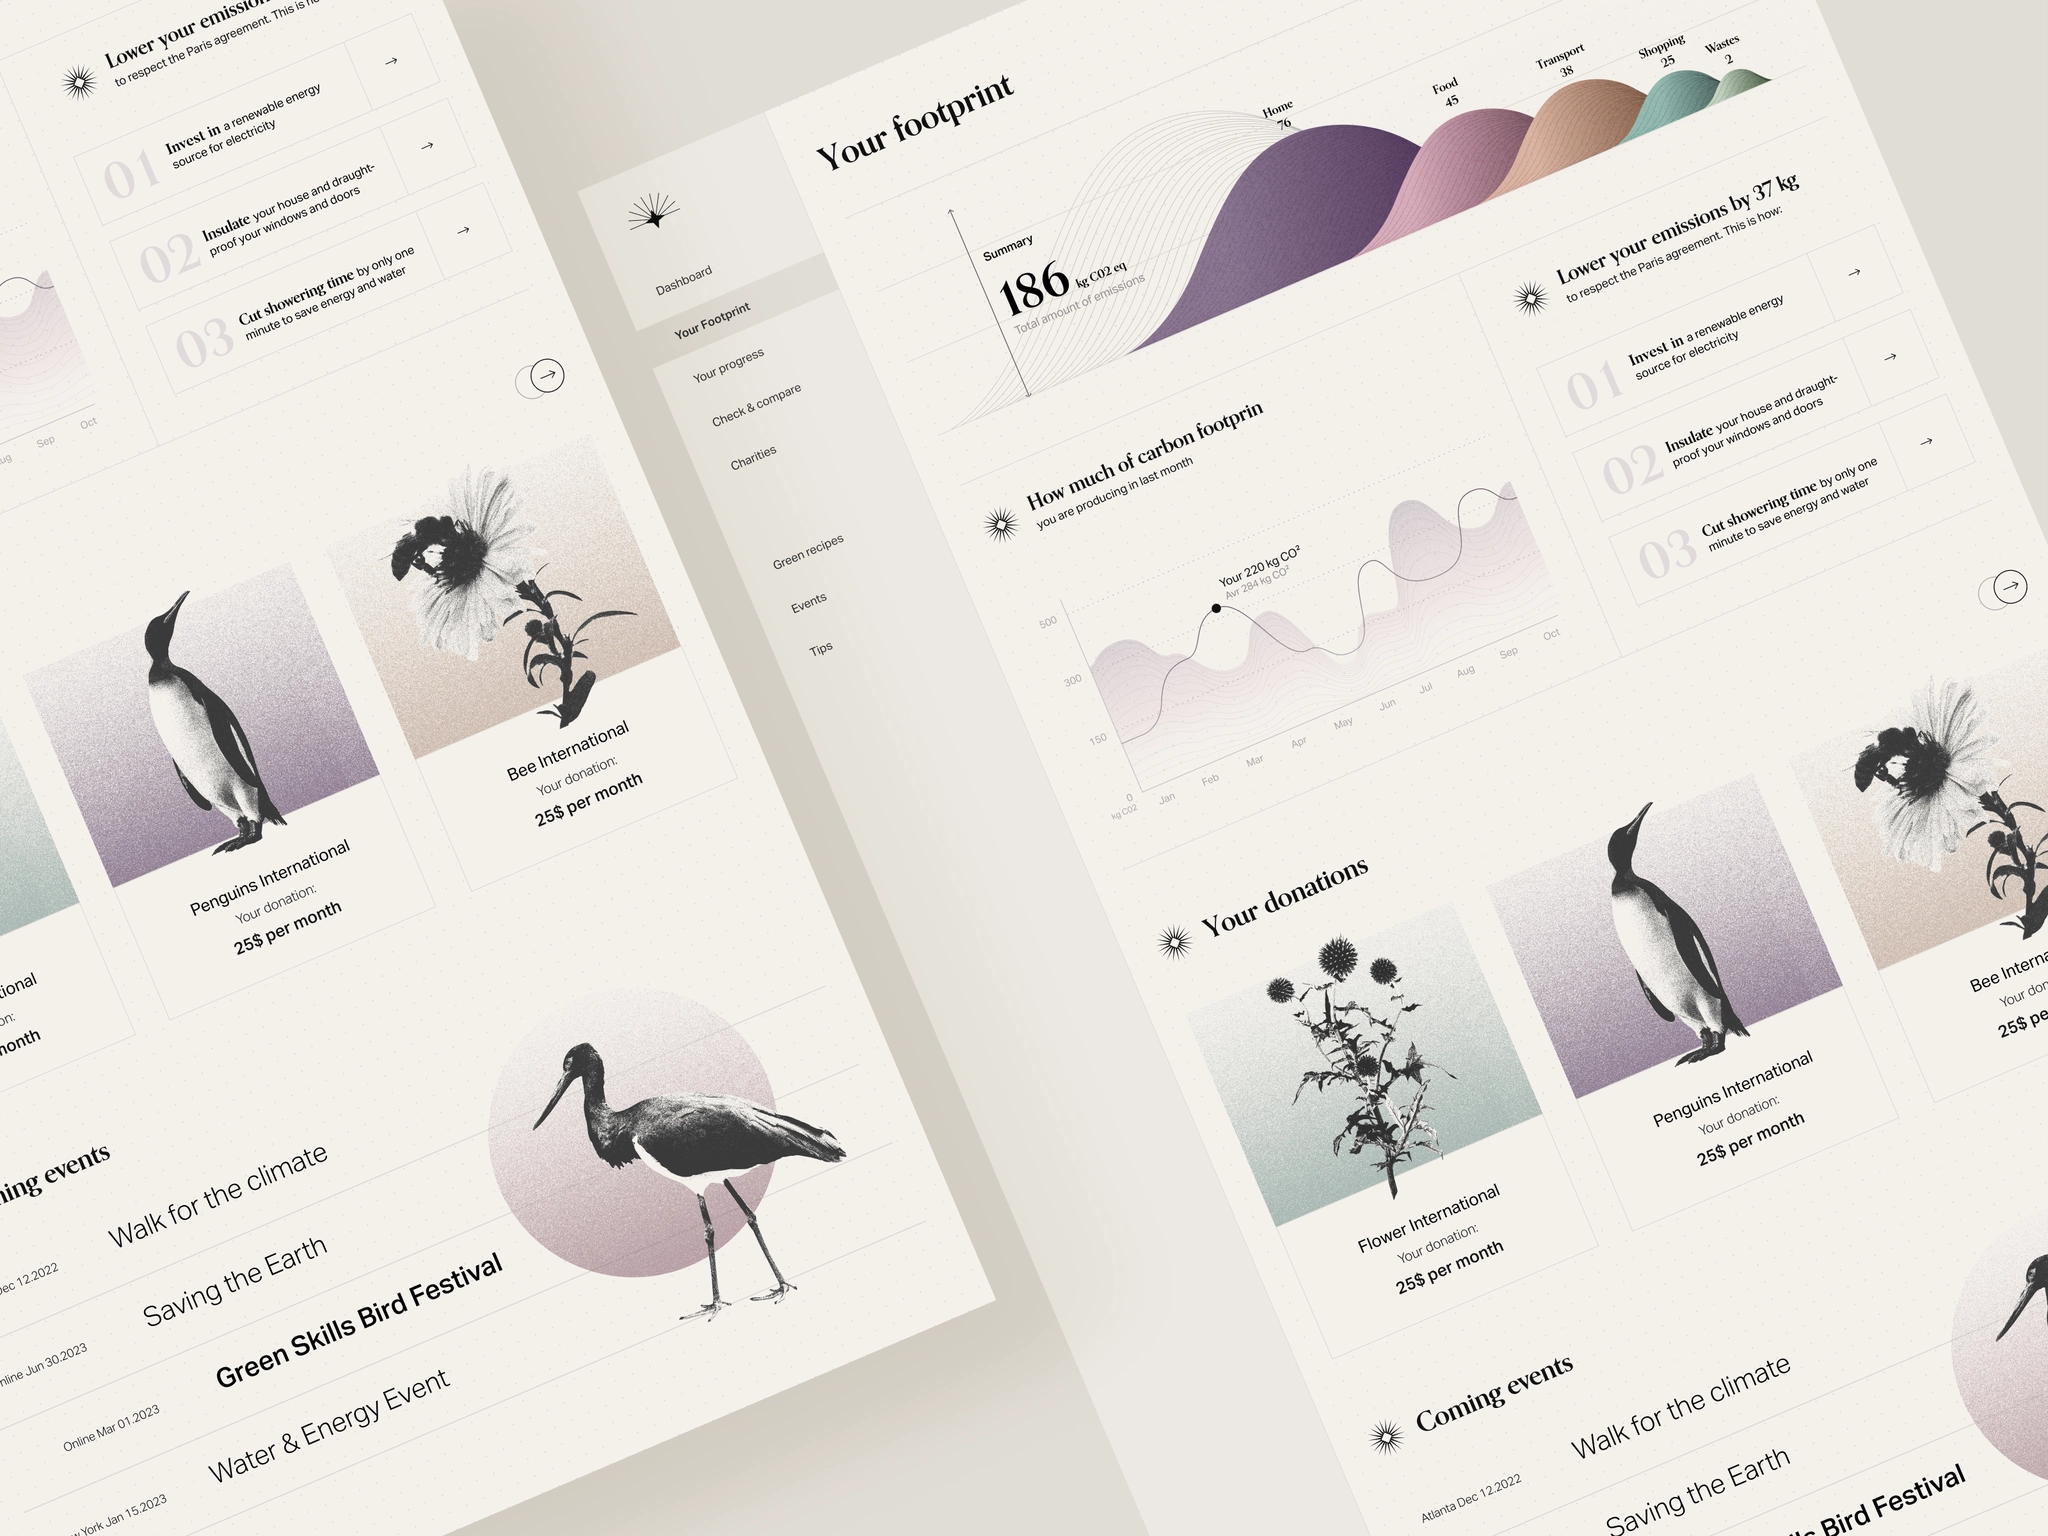 Lower your emission
to respect the Paris agreement. This is
01
Invest in a renewable energy
source for electricity
02
Insulate your house and draught-
proof your windows and doors
03
Cut showering time by only one
minute to save energy and water
Sep
Oct
Penguins International
Your donation:
25$ per month
Bee International
Your donation:
25$ per month
Walk for the climate
Dec 12.2022
Saving the Earth
Jun 30.2023
Green Skills Bird Festival
Online Mar 01.2023
Water & Energy Event
York Jan 15.2023
Dashboard
Your Footprint
Your progress
Check & compare
Charities
Green recipes
Events
Tips
Your footprint
Summary
186 kg CO2 eq
Total amount of emissions
Home
76
Food
45
Transport
38
Shopping
25
Wastes
2
How much of carbon footprin
you are producing in last month
Your 220 kg CO²
Avr 284 kg CO²
500
300
150
0
kg CO2
Jan
Feb
Mar
Apr
May
Jun
Jul
Aug
Sep
Oct
Lower your emissions by 37 kg
to respect the Paris agreement. This is how:
01
Invest in a renewable energy
source for electricity
02
Insulate your house and draught-
proof your windows and doors
03
Cut showering time by only one
minute to save energy and water
Your donations
Flower International
Your donation:
25$ per month
Penguins International
Your donation:
25$ per month
Bee Interna
Your don
25$ pe
Coming events
Walk for the climate
Atlanta Dec 12.2022
Saving the Earth
Bird Festival